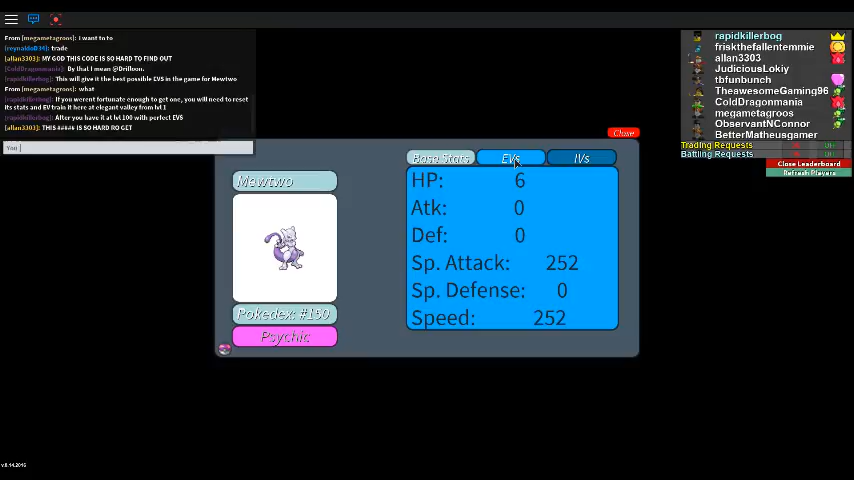 From [megametagroos]: I want to
[reynaldoB34]: trade
[allan3303]: MY GOD THIS CODE IS SO HARD TO FIND OUT
[ColdDragonmania]: By that I mean @Drifloon.
[rapidkillerbog]: This will give it the best possible EVS in the game for Mewtwo
From [megametagroos]: what
[rapidkillerbog]: If you werent fortunate enough to get one, you will need to reset
its stats and EV train it here at elegant valley from lvl 1
[rapidkillerbog]: After you have it at lvl 100 with perfect EVS
[allan3303]: THIS ##### IS SO HARD RO GET
You
rapidkillerbog
friskthefallentemmie
allan3303
JudiciousLokiy
tbfunbunch
TheawesomeGaming96
ColdDragonmania
megametagroos
ObservantNConnor
BetterMatheusgamer
Trading Requests
Battling Requests
Close Leaderboard
Refresh Players
Close
Base Stats EVs IVs
Mewtwo
HP: 6
Atk: 0
Def: 0
Sp. Attack: 252
Sp. Defense: 0
Speed: 252
Pokedex: #150
Psychic